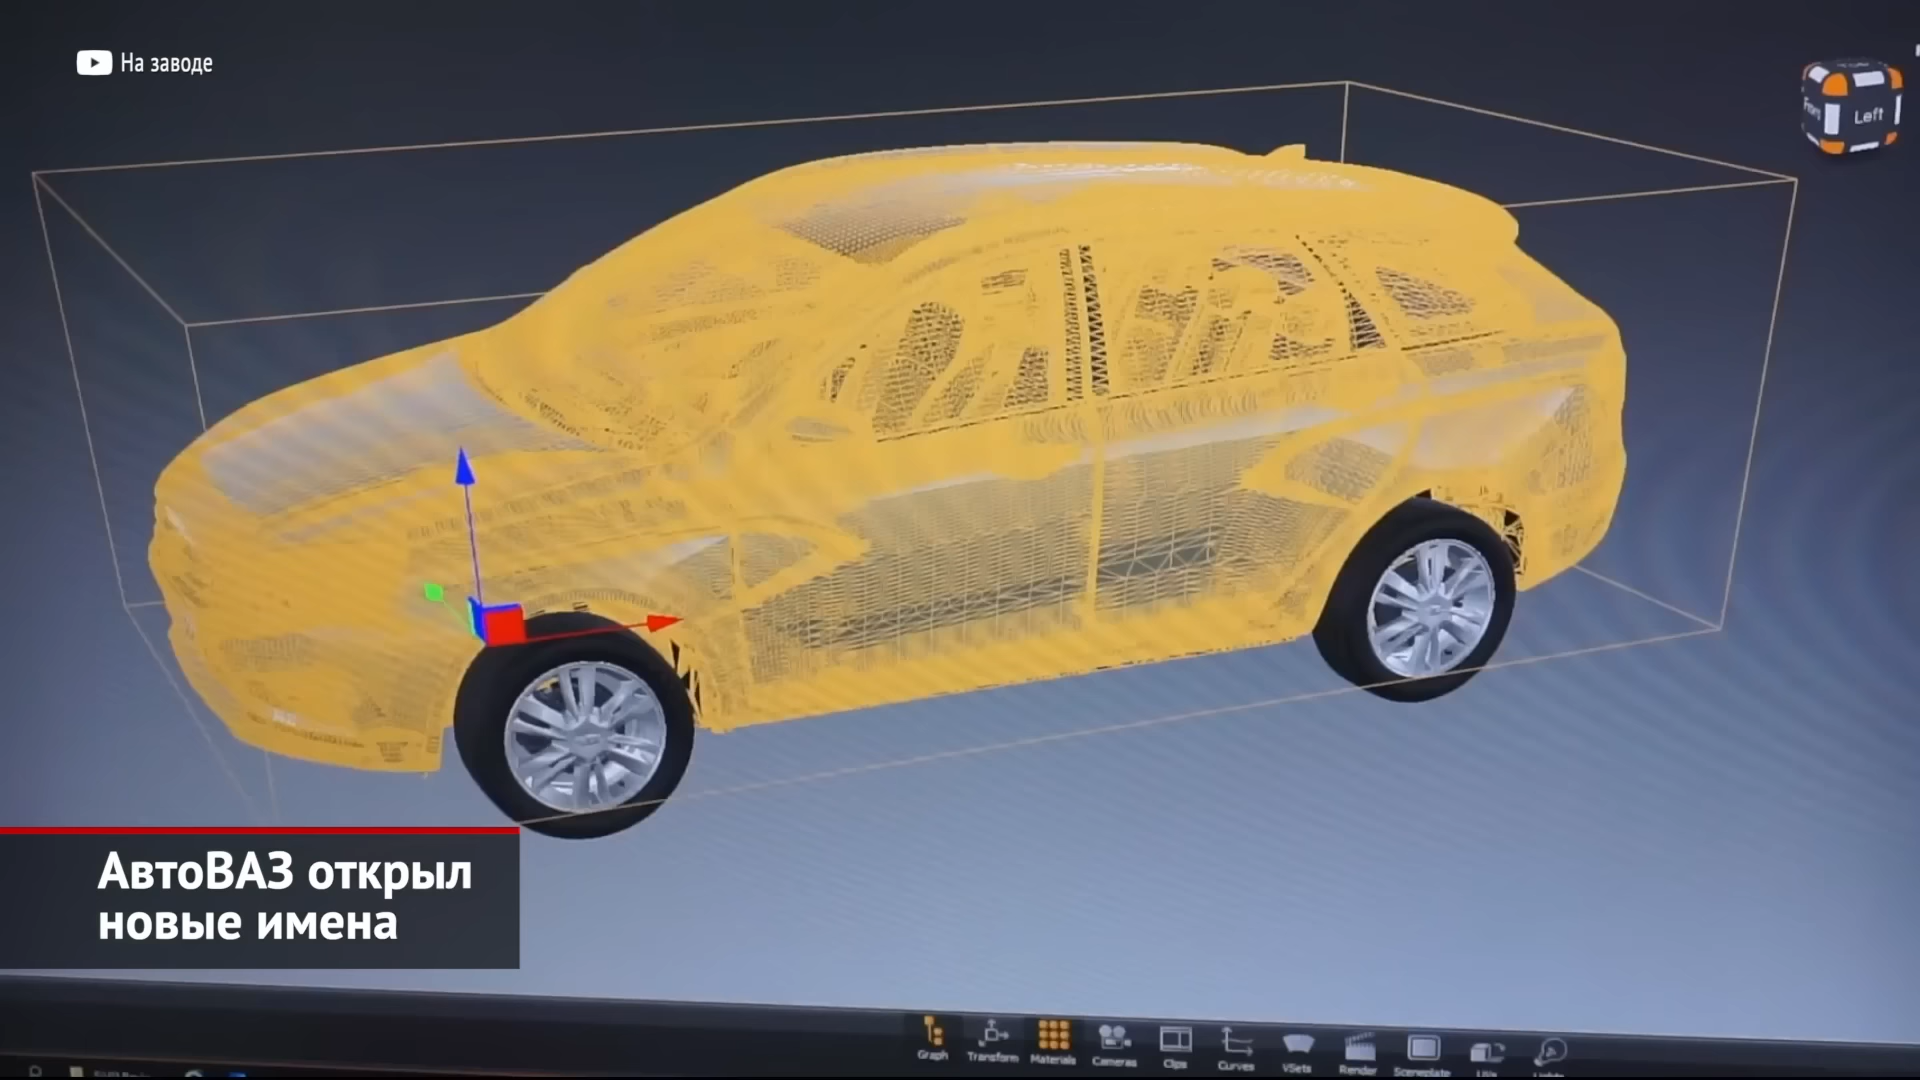 На заводе
Left
АвтоВАЗ открыл
новые имена
Graph Transform Materials Cameras Clips Curves VSets Render Sceneplate